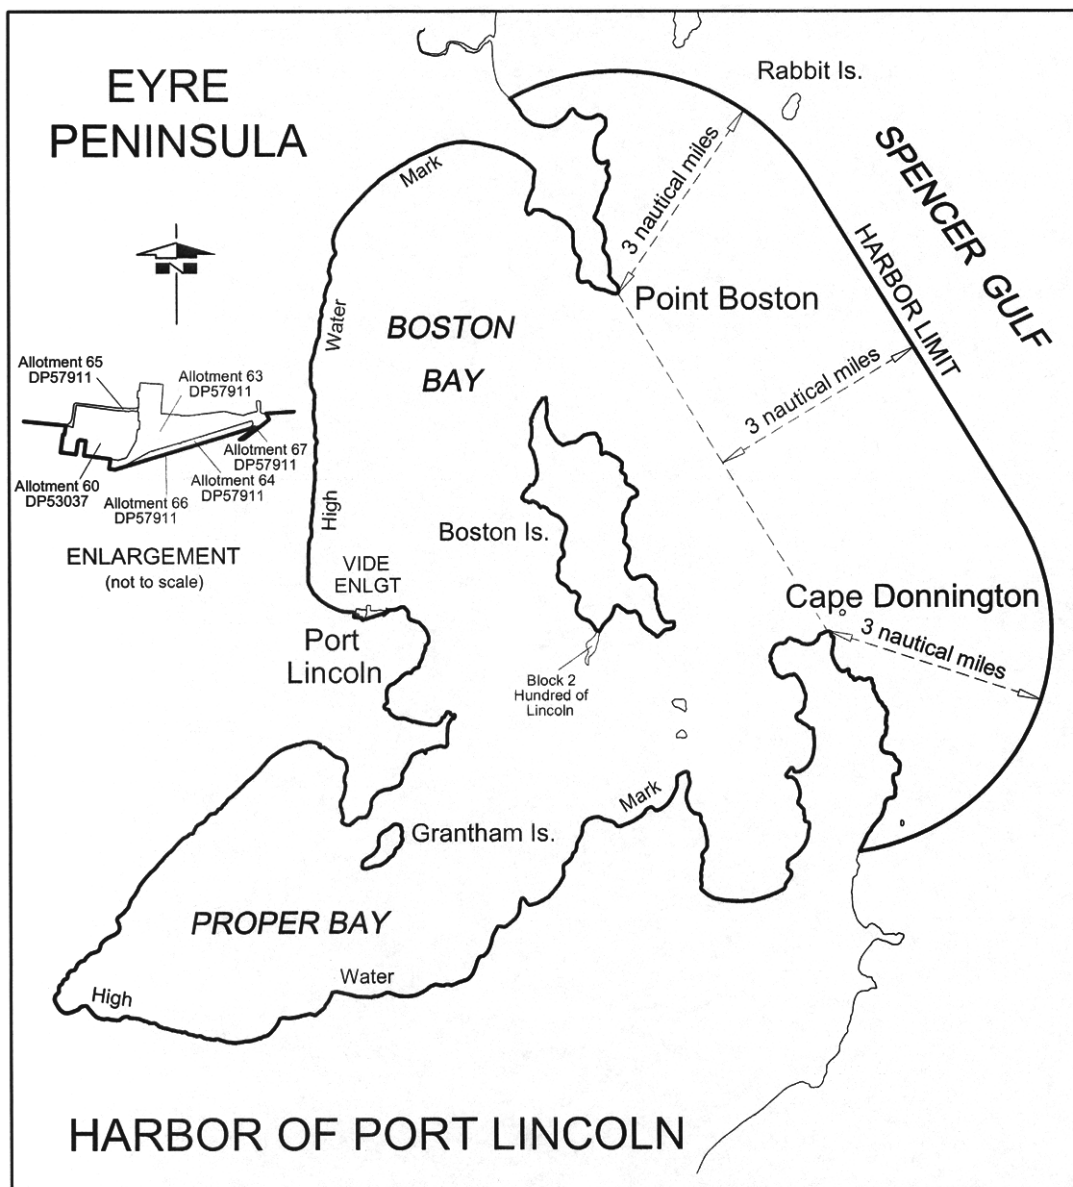 EYRE
PENINSULA
Rabbit Is.
SPENCER GULF
Mark
3 nautical miles
HARBOR LIMIT
Point Boston
Water
BOSTON
BAY
3 nautical miles
N
Allotment 65
DP57911
Allotment 63
DP57911
Allotment 67
DP57911
Allotment 60
DP53037
Allotment 64
DP57911
Allotment 66
DP57911
High
Boston Is.
ENLARGEMENT
(not to scale)
VIDE
ENLGT
Cape Donnington
3 nautical miles
Port
Lincoln
Block 2
Hundred of
Lincoln
Mark
Grantham Is.
PROPER BAY
Water
High
HARBOR OF PORT LINCOLN